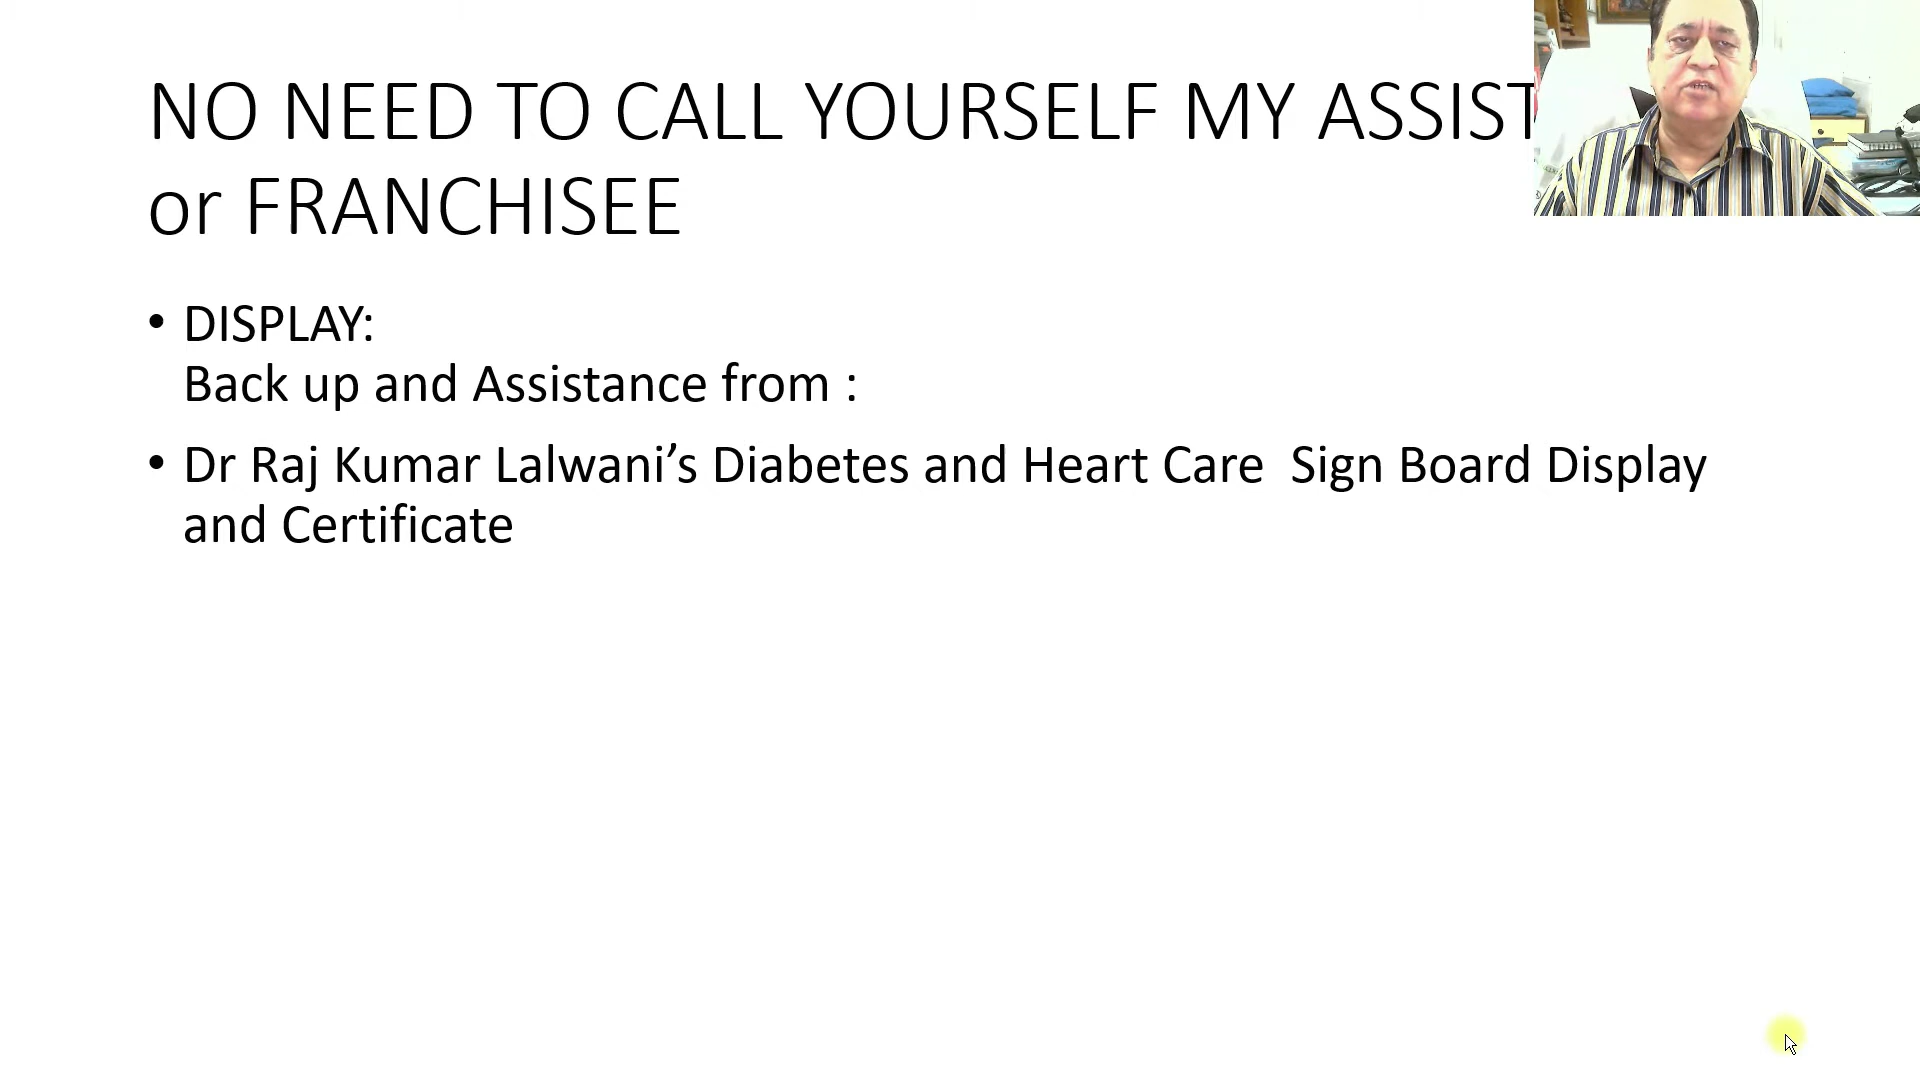 NO NEED TO CALL YOURSELF MY
or FRANCHISEE
• DISPLAY:
Back up and Assistance from :
• Dr Raj Kumar Lalwani’s Diabetes and Heart Care Sign Board Display
and Certificate